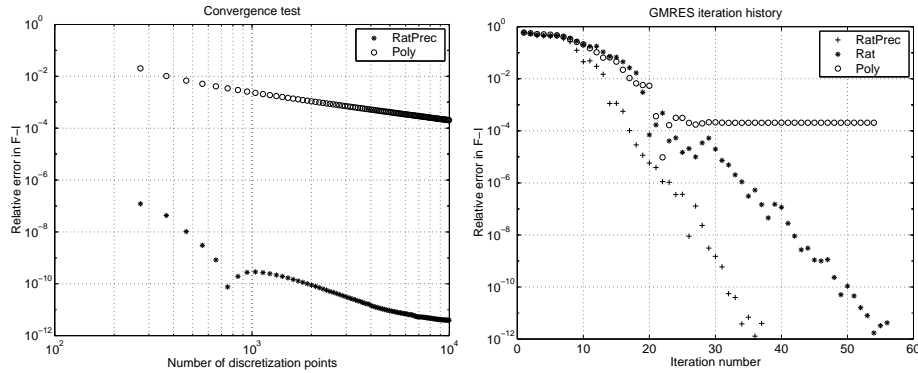 Convergence test
10^0
10^−2
10^−4
10^−6
10^−8
10^−10
10^−12
Relative error in F−I
RatPrec
Poly
10^2
10^3
10^4
Number of discretization points
GMRES iteration history
10^0
10^−2
10^−4
10^−6
10^−8
10^−10
10^−12
Relative error in F−I
RatPrec
Rat
Poly
0
10
20
30
40
50
60
Iteration number